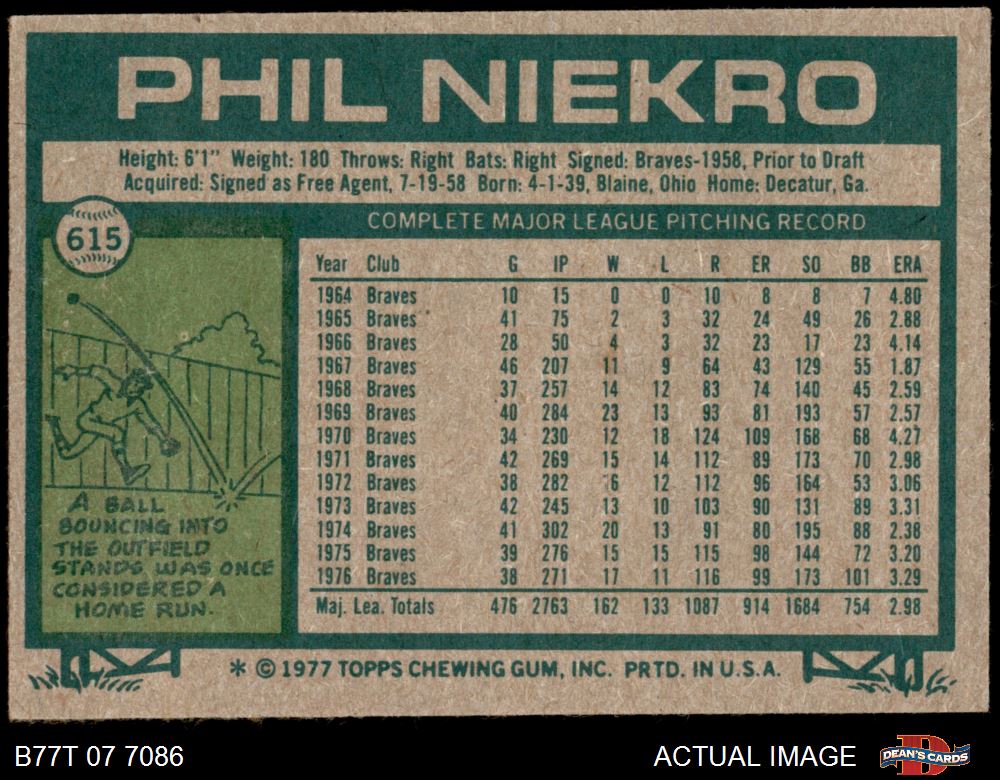 PHIL NIEKRO
Height: 6'1" Weight: 180 Throws: Right Bats: Right Signed: Braves-1958, Prior to Draft
Acquired: Signed as Free Agent, 7-19-58 Born: 4-1-39, Blaine, Ohio Home: Decatur, Ga.
615
COMPLETE MAJOR LEAGUE PITCHING RECORD
Year Club G IP W L R ER SO BB ERA
1964 Braves 10 15 0 0 10 8 8 7 4.80
1965 Braves 41 75 2 3 32 24 49 26 2.88
1966 Braves 28 50 4 3 32 23 17 23 4.14
1967 Braves 46 207 11 9 64 43 129 55 1.87
1968 Braves 37 257 14 12 83 74 140 45 2.59
1969 Braves 40 284 23 13 93 81 193 57 2.57
1970 Braves 34 230 12 18 124 109 168 68 4.27
1971 Braves 42 269 15 14 112 89 173 70 2.98
1972 Braves 38 282 16 12 112 96 164 53 3.06
1973 Braves 42 245 13 10 103 90 131 89 3.31
1974 Braves 41 302 20 13 91 80 195 88 2.38
1975 Braves 39 276 15 15 115 98 144 72 3.20
1976 Braves 38 271 17 11 116 99 173 101 3.29
Maj. Lea. Totals 476 2763 162 133 1087 914 1684 754 2.98
A BALL
BOUNCING INTO
THE OUTFIELD
STANDS WAS ONCE
CONSIDERED A
HOME RUN.
* © 1977 TOPPS CHEWING GUM, INC. PRTD. IN U.S.A.
B77T 07 7086
ACTUAL IMAGE
D
DEAN'S CARDS